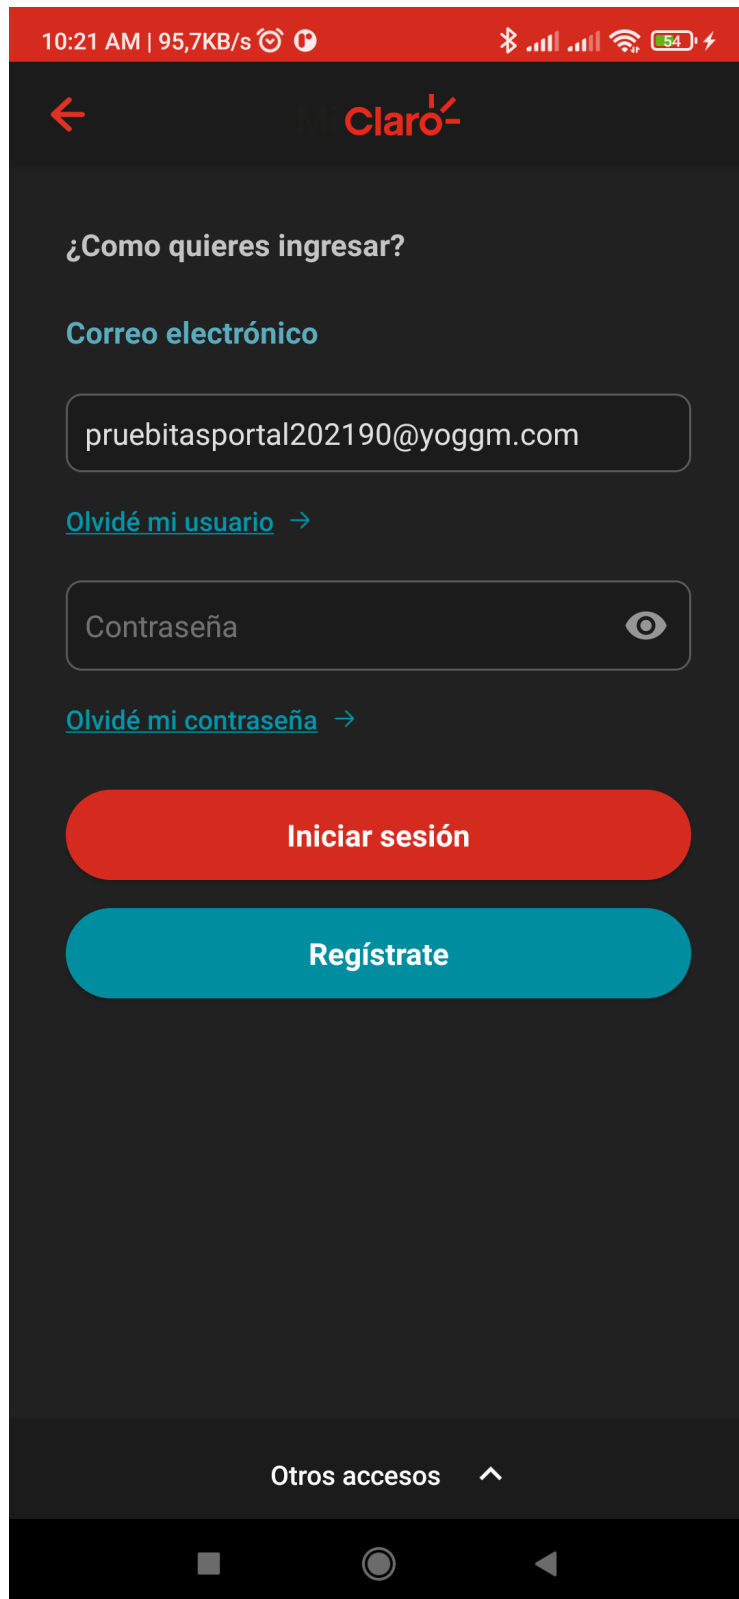 10:21 AM | 95,7KB/s 54
Mi Claro
¿Como quieres ingresar?
Correo electrónico
pruebitasportal202190@yoggm.com
Olvidé mi usuario →
Contraseña
Olvidé mi contraseña →
Iniciar sesión
Regístrate
Otros accesos